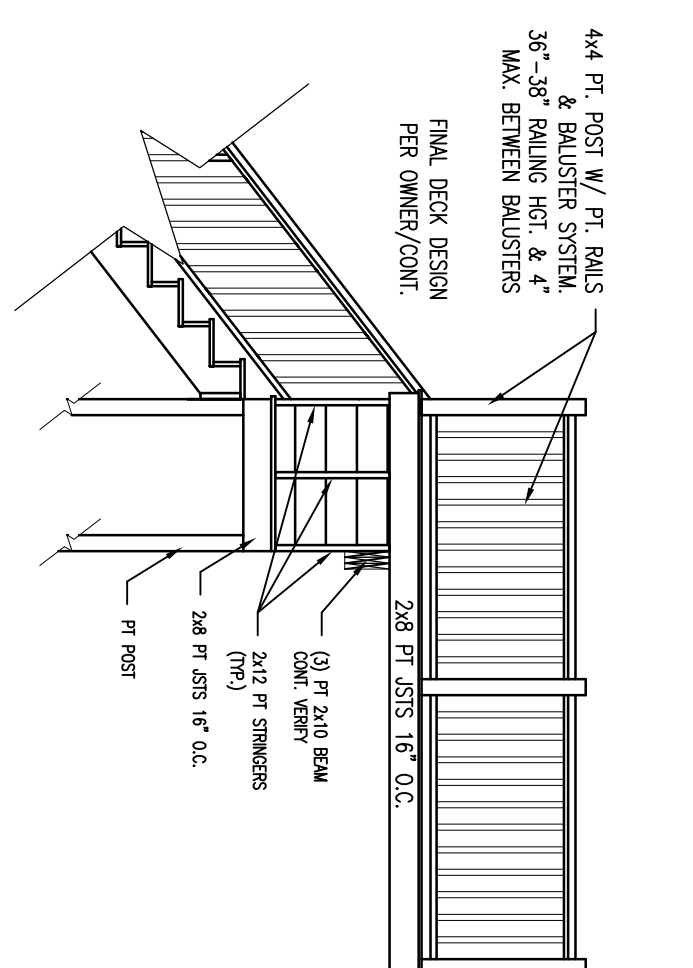 4x4 PT. POST W/ PT. RAILS
& BALUSTER SYSTEM.
36"-38" RAILING HGT. & 4"
MAX. BETWEEN BALUSTERS
FINAL DECK DESIGN
PER OWNER/CONT.
2x8 PT JSTS 16" O.C.
(3) PT 2x10 BEAM
CONT. VERIFY
2x12 PT STRINGERS
(TYP.)
2x8 PT JSTS 16" O.C.
PT POST